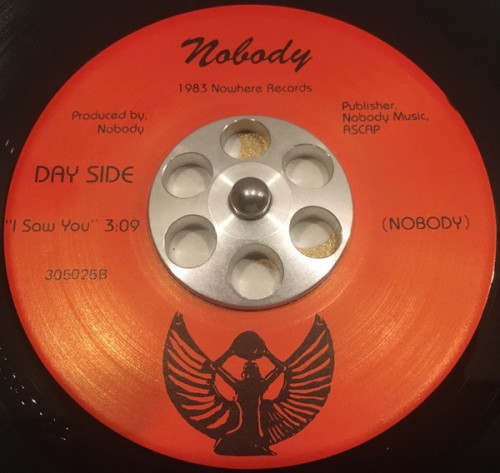 Nobody
1983 Nowhere Records
Produced by,
Nobody
Publisher,
Nobody Music,
ASCAP
DAY SIDE
"I Saw You" 3:09
(NOBODY)
305025B